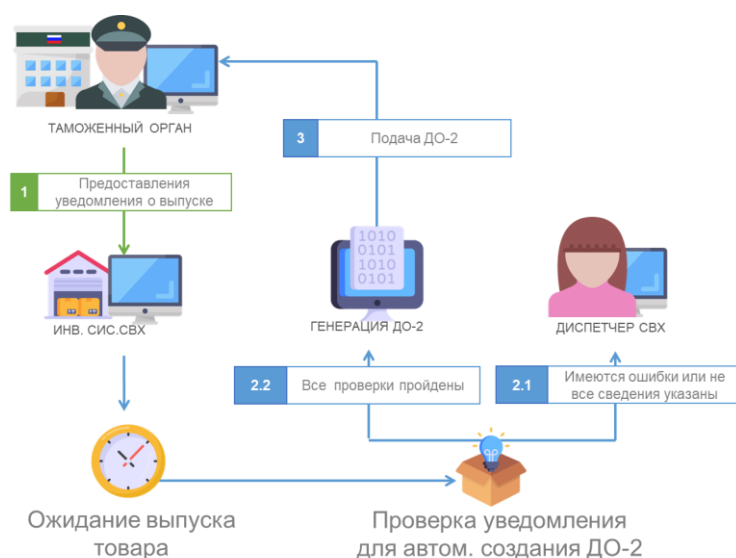 ТАМОЖЕННЫЙ ОРГАН
3
Подача ДО-2
1
Предоставления
уведомления о выпуске
1010
0101
1010
0101
ИНВ. СИС.СВХ
ГЕНЕРАЦИЯ ДО-2
ДИСПЕТЧЕР СВХ
2.2
Все проверки пройдены
2.1
Имеются ошибки или не
все сведения указаны
Ожидание выпуска
товара
Проверка уведомления
для автом. создания ДО-2